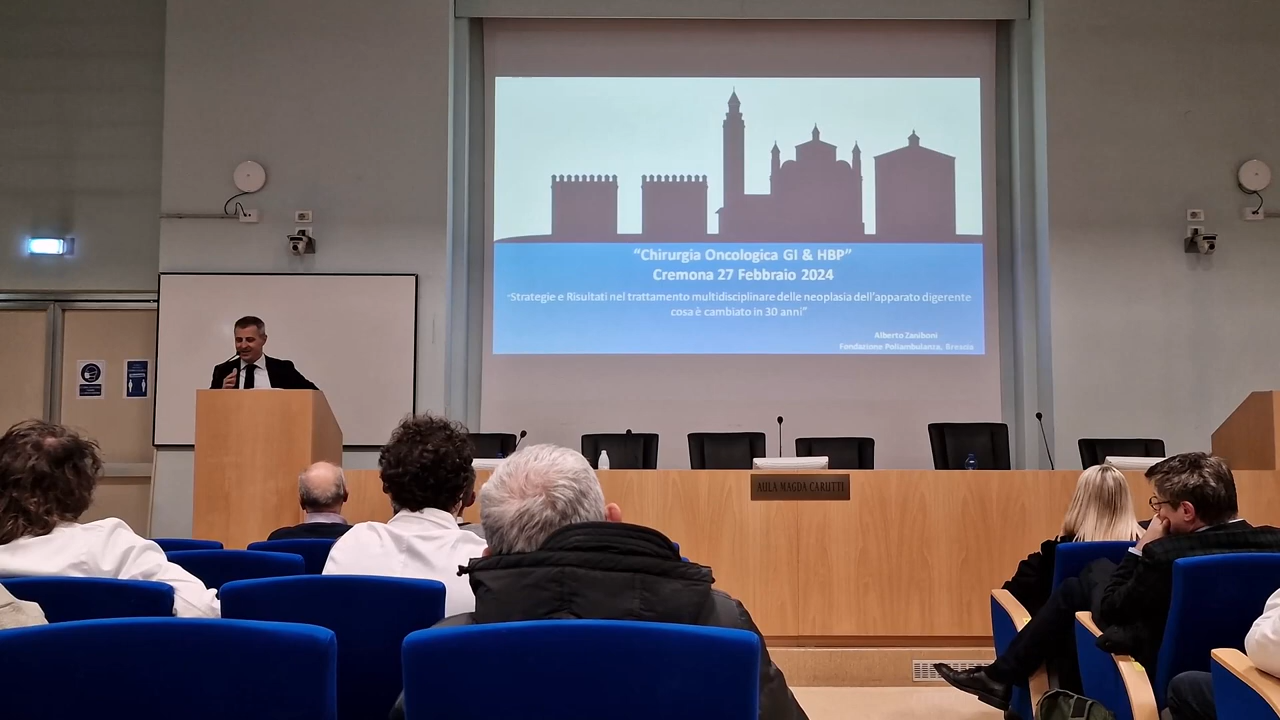 “Chirurgia Oncologica GI & HBP”
Cremona 27 Febbraio 2024
“Strategie e Risultati nel trattamento multidisciplinare delle neoplasia dell’apparato digerente
cosa è cambiato in 30 anni”
Alberto Zaniboni
Fondazione Poliambulanza, Brescia
AULA MAGDA CARUTTI